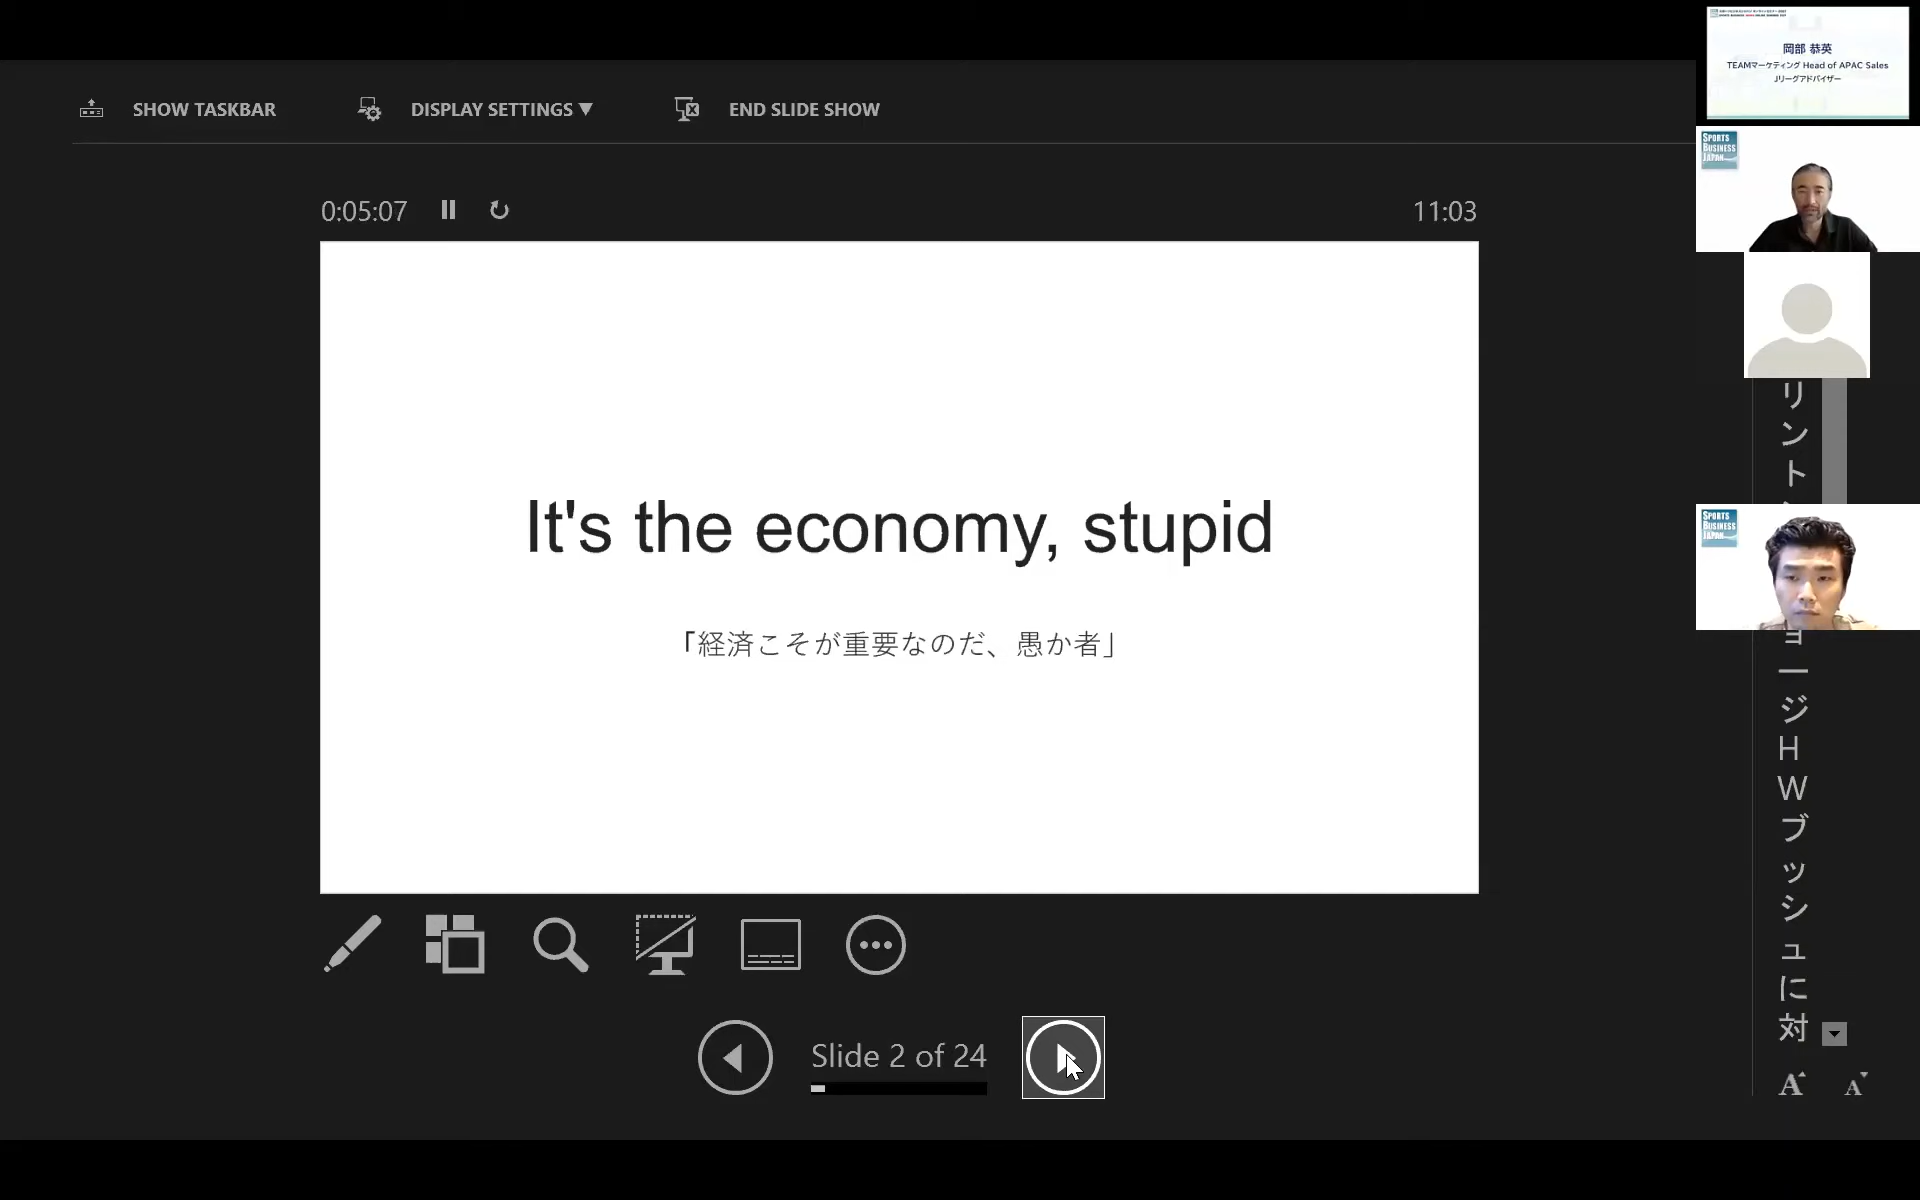 SHOW TASKBAR
DISPLAY SETTINGS ▼
END SLIDE SHOW
0:05:07
11:03
It's the economy, stupid
「経済こそが重要なのだ、愚か者」
Slide 2 of 24
岡部 恭英
TEAMマーケティング Head of APAC Sales
Jリーグアドバイザー
SPORTS
BUSINESS
JAPAN
リント
SPORTS
BUSINESS
JAPAN
ョージHWブッシュに対
A
A